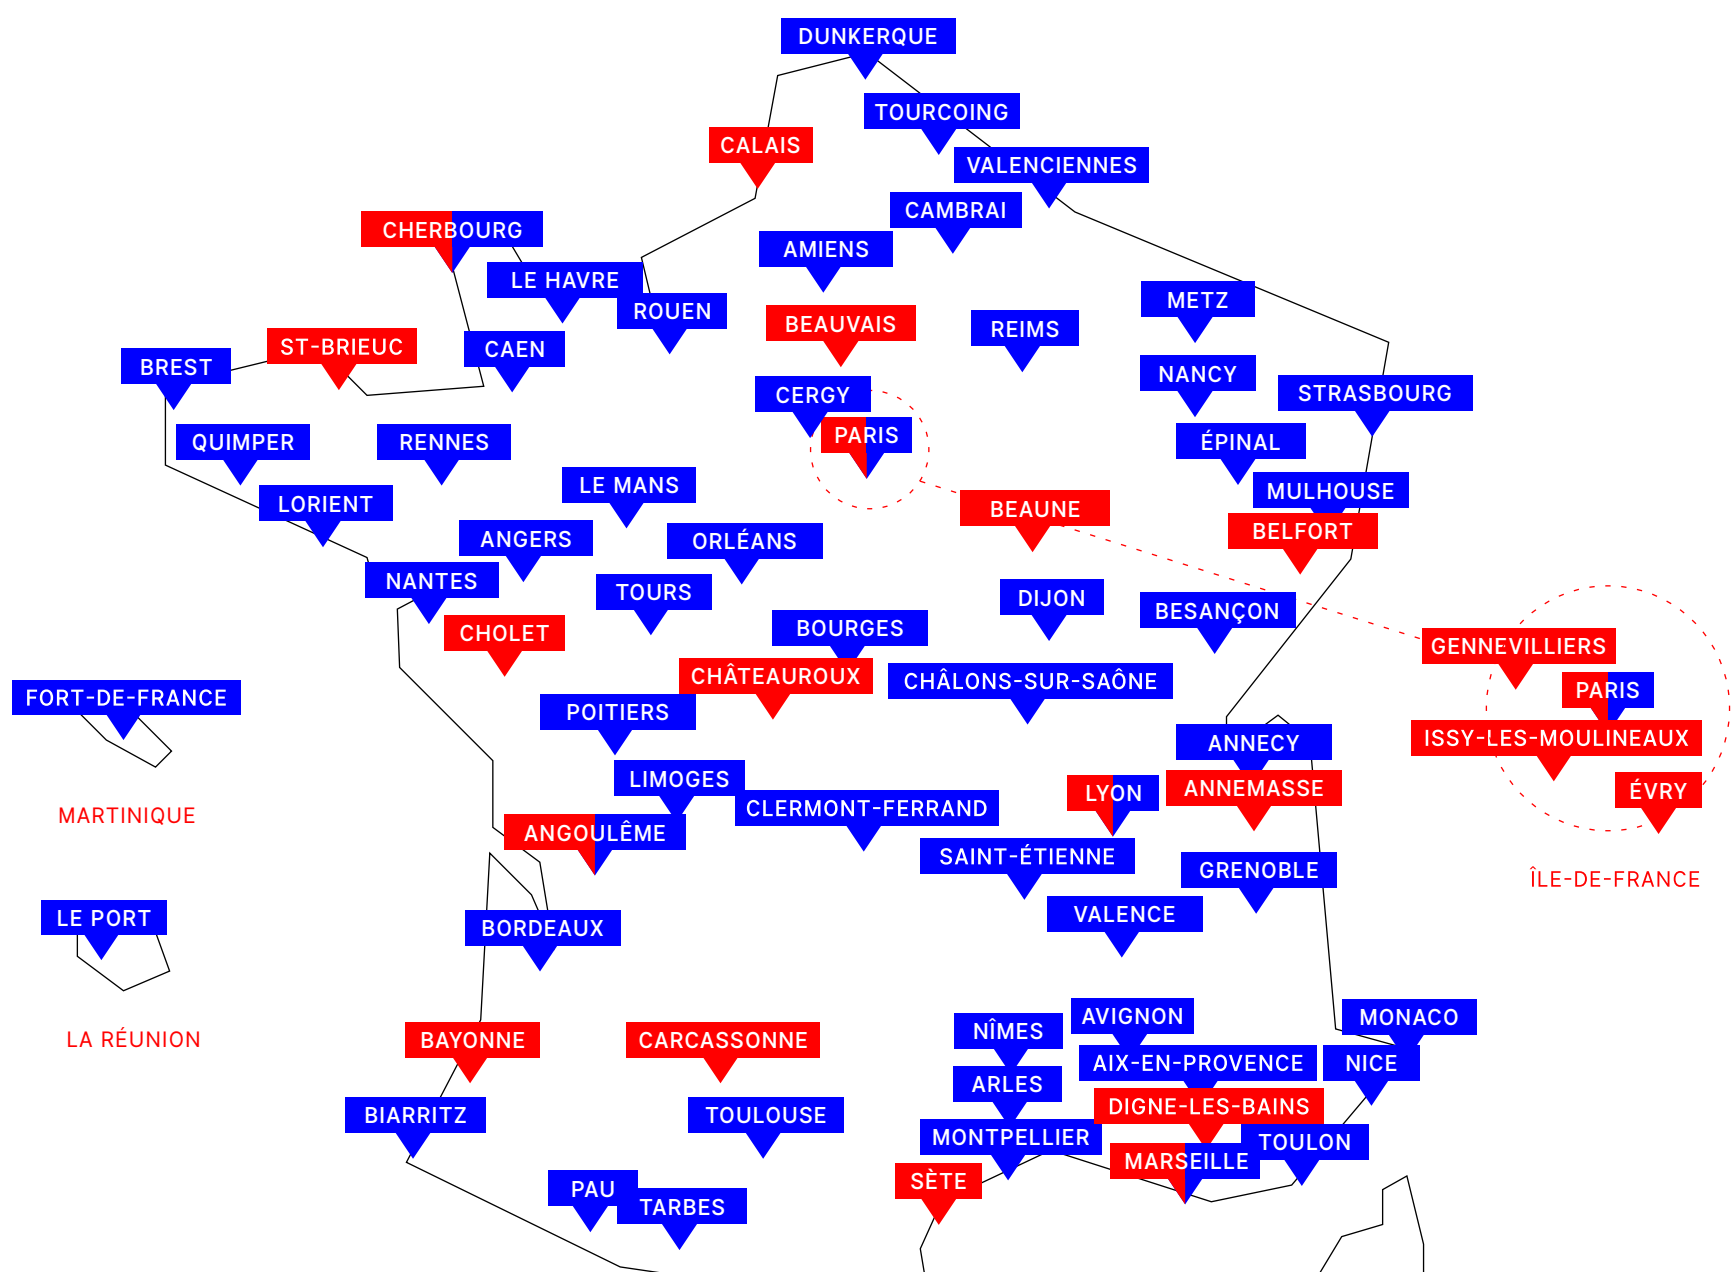 DUNKERQUE
TOURCOING
CALAIS
VALENCIENNES
CAMBRAI
CHERBOURG
AMIENS
LE HAVRE
METZ
ROUEN
BEAUVAIS
REIMS
ST-BRIEUC
CAEN
BREST
NANCY
CERGY
STRASBOURG
PARIS
QUIMPER
RENNES
ÉPINAL
LE MANS
MULHOUSE
LORIENT
BEAUNE
BELFORT
ANGERS
ORLÉANS
NANTES
TOURS
DIJON
BESANÇON
BOURGES
CHOLET
GENNEVILLIERS
CHÂTEAUROUX
CHÂLONS-SUR-SAÔNE
PARIS
FORT-DE-FRANCE
POITIERS
ISSY-LES-MOULINEAUX
ANNECY
LIMOGES
ANNEMASSE
ÉVRY
LYON
CLERMONT-FERRAND
MARTINIQUE
ANGOULÊME
SAINT-ÉTIENNE
GRENOBLE
ÎLE-DE-FRANCE
VALENCE
LE PORT
BORDEAUX
AVIGNON
MONACO
NÎMES
LA RÉUNION
BAYONNE
CARCASSONNE
AIX-EN-PROVENCE
NICE
ARLES
DIGNE-LES-BAINS
BIARRITZ
TOULOUSE
MONTPELLIER
TOULON
MARSEILLE
SÈTE
PAU
TARBES